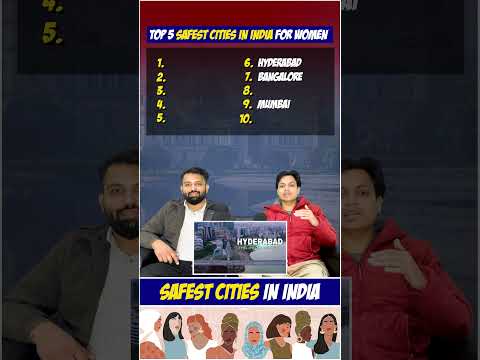 TOP 5 SAFEST CITIES IN INDIA FOR WOMEN
1.
2.
3.
4.
5.
6. HYDERABAD
7. BANGALORE
8.
9. MUMBAI
10.
HYDERABAD
SAFEST CITIES IN INDIA
4.
5.